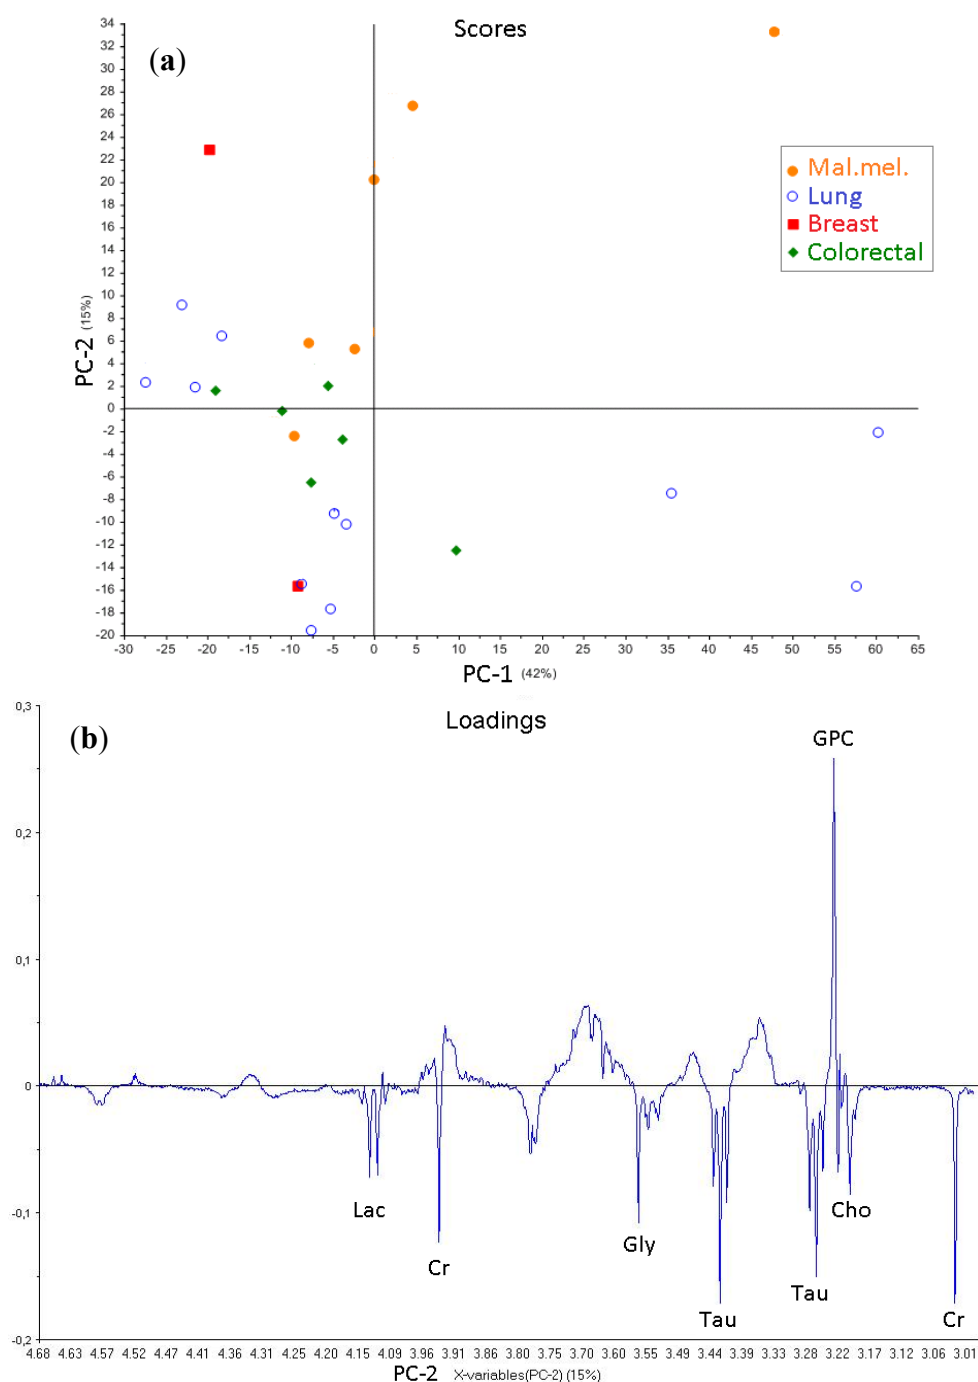 (a)
Scores
34
32
30
28
26
24
22
20
18
16
14
12
10
8
6
4
2
0
-2
-4
-6
-8
-10
-12
-14
-16
-18
-20
PC-2 (15%)
Mal.mel.
Lung
Breast
Colorectal
-30 -25 -20 -15 -10 -5 0 5 10 15 20 25 30 35 40 45 50 55 60 65
PC-1 (42%)
(b)
Loadings
0,3
0,2
0,1
0
-0,1
-0,2
GPC
Lac
Cr
Gly
Tau
Tau
Cho
Cr
4.68 4.63 4.57 4.52 4.47 4.41 4.36 4.31 4.25 4.20 4.15 4.09 3.96 3.91 3.86 3.80 3.75 3.70 3.60 3.55 3.49 3.44 3.39 3.33 3.28 3.22 3.17 3.12 3.06 3.01
PC-2 X-variables(PC-2) (15%)